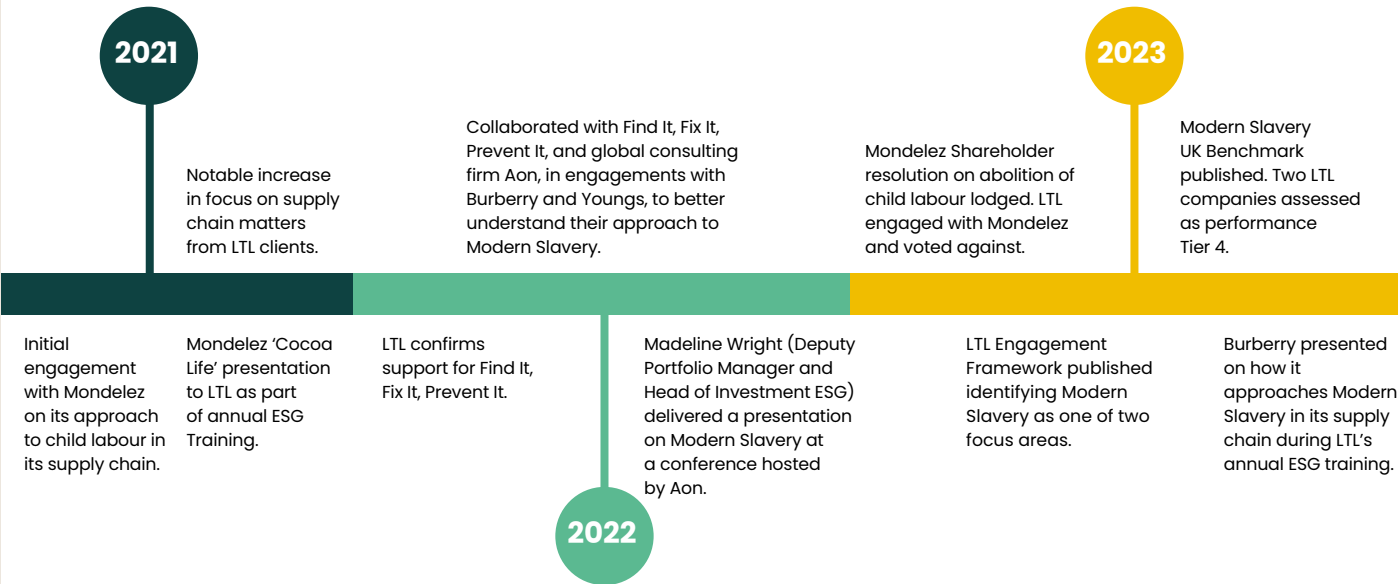 2021
2023
Notable increase
in focus on supply
chain matters
from LTL clients.
Collaborated with Find It, Fix It,
Prevent It, and global consulting
firm Aon, in engagements with
Burberry and Youngs, to better
understand their approach to
Modern Slavery.
Mondelez Shareholder
resolution on abolition of
child labour lodged. LTL
engaged with Mondelez
and voted against.
Modern Slavery
UK Benchmark
published. Two LTL
companies assessed
as performance
Tier 4.
Initial
engagement
with Mondelez
on its approach
to child labour in
its supply chain.
Mondelez ‘Cocoa
Life’ presentation
to LTL as part
of annual ESG
Training.
LTL confirms
support for Find It,
Fix It, Prevent It.
Madeline Wright (Deputy
Portfolio Manager and
Head of Investment ESG)
delivered a presentation
on Modern Slavery at
a conference hosted
by Aon.
LTL Engagement
Framework published
identifying Modern
Slavery as one of two
focus areas.
Burberry presented
on how it
approaches Modern
Slavery in its supply
chain during LTL’s
annual ESG training.
2022